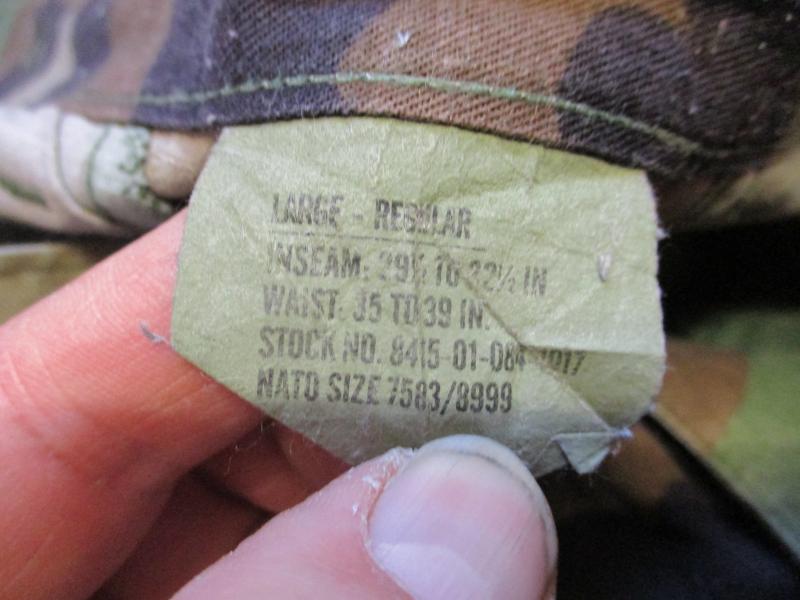 LARGE - REGULAR
INSEAM: 29½ TO 32½ IN
WAIST: 35 TO 39 IN.
STOCK NO. 8415-01-084-1017
NATO SIZE 7583/8999